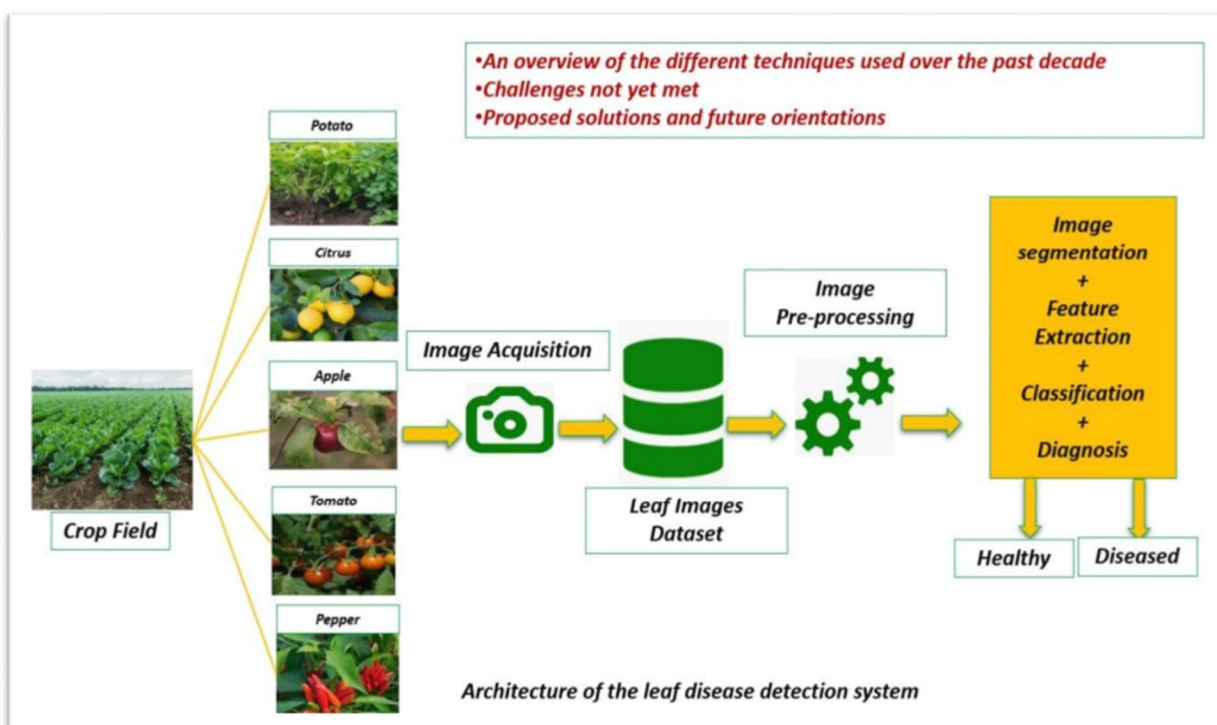 •An overview of the different techniques used over the past decade
•Challenges not yet met
•Proposed solutions and future orientations
Potato
Citrus
Apple
Tomato
Pepper
Crop Field
Image Acquisition
Leaf Images
Dataset
Image
Pre-processing
Image
segmentation
+
Feature
Extraction
+
Classification
+
Diagnosis
Healthy
Diseased
Architecture of the leaf disease detection system